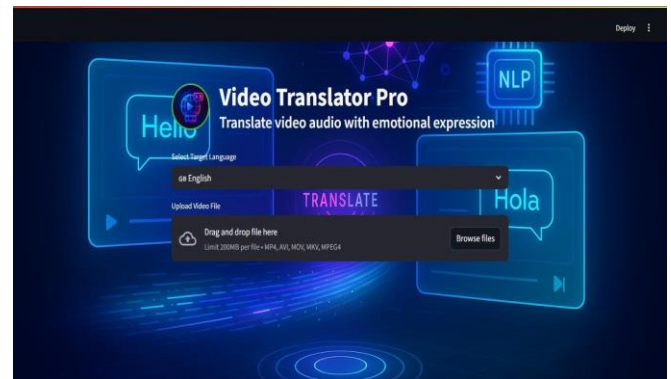 Deploy
NLP
Video Translator Pro
Hello
Translate video audio with emotional expression
Select Target Language
GB English
TRANSLATE
Hola
Upload Video File
Drag and drop file here
Limit 200MB per file • MP4, AVI, MOV, MKV, MPEG4
Browse files